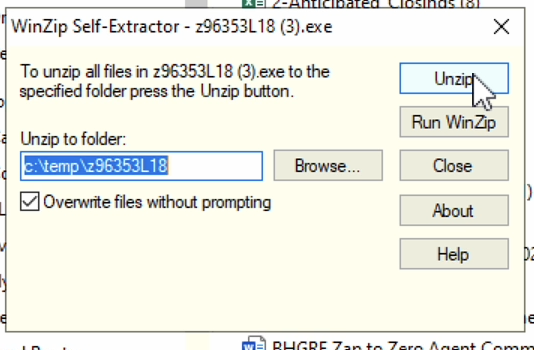 2-Anticipated_Closings (8)
WinZip Self-Extractor - z96353L18 (3).exe
To unzip all files in z96353L18 (3).exe to the
specified folder press the Unzip button.
Unzip
Run WinZip
Unzip to folder:
c:\temp\z96353L18
Browse...
Close
Overwrite files without prompting
About
Help
BHGRE Zap to Zero Agent Comm